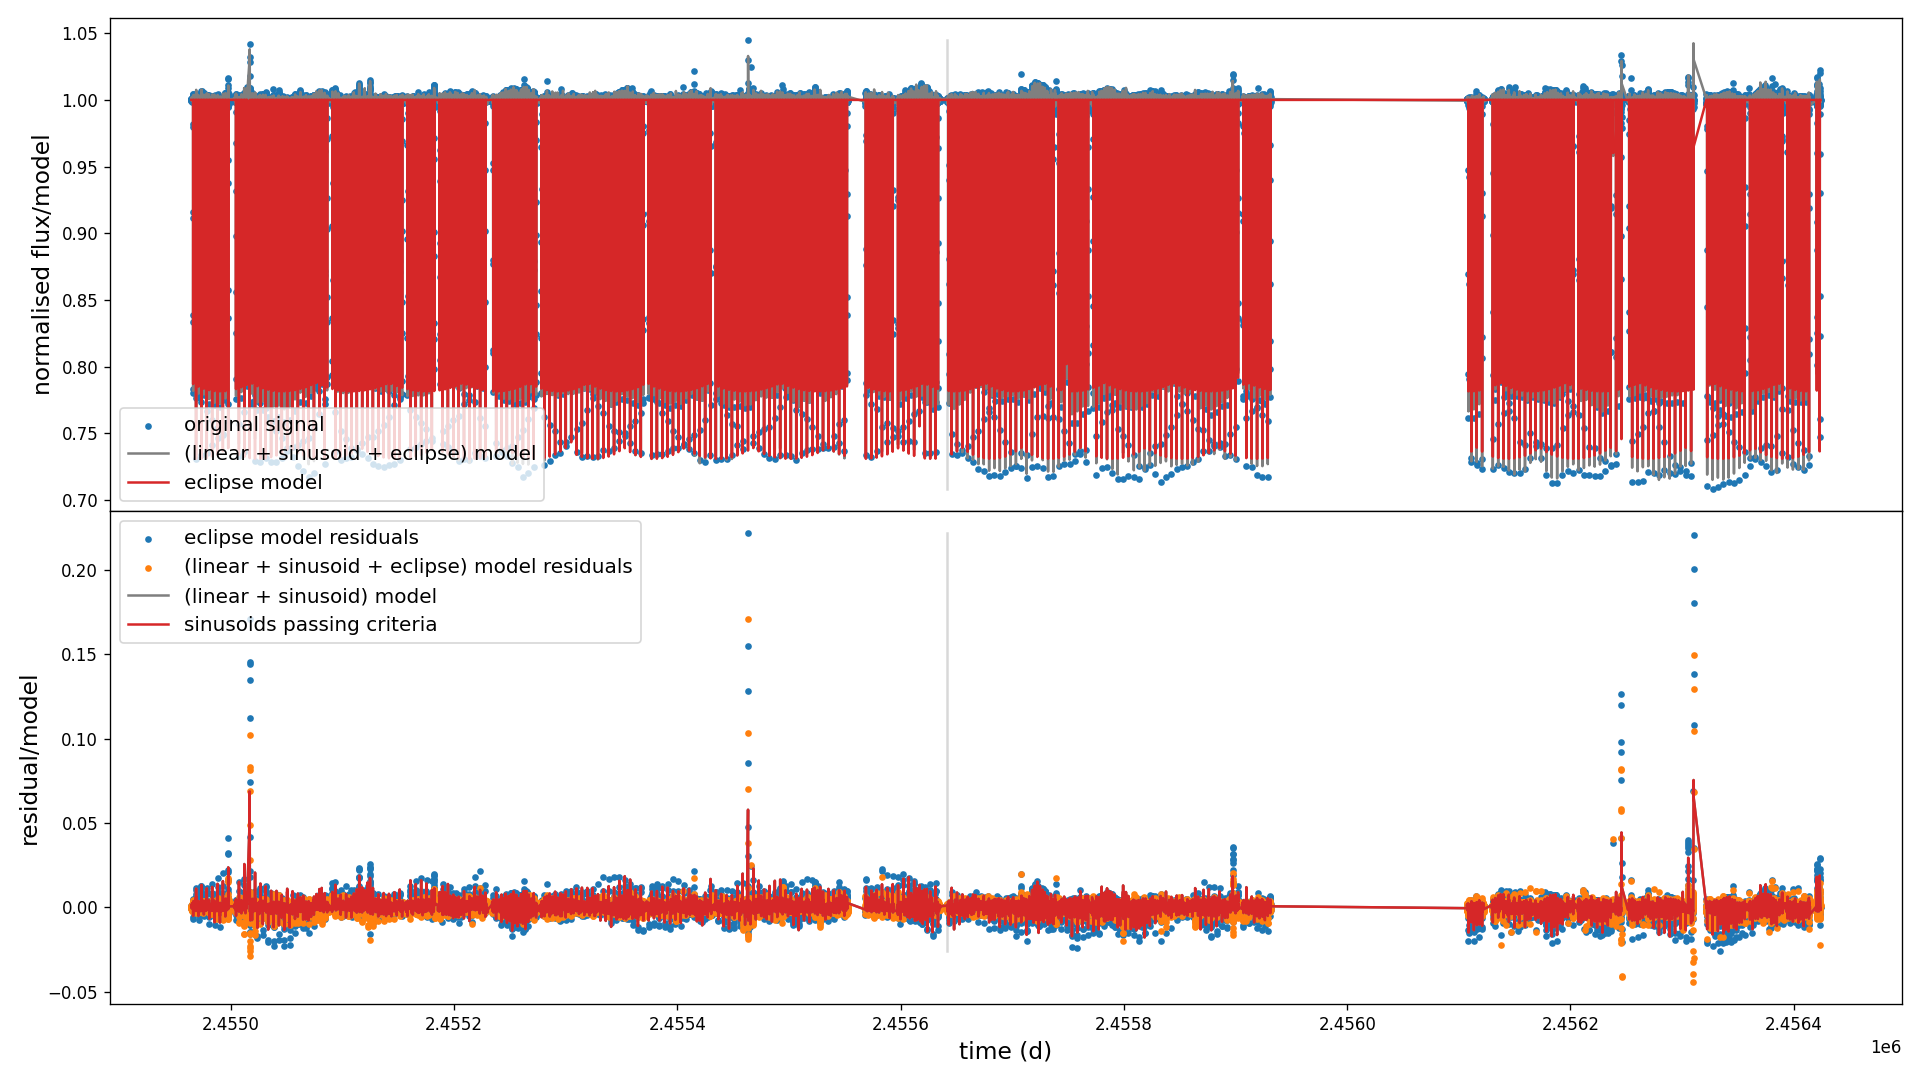 normalised flux/model
1.05
1.00
0.95
0.90
0.85
0.80
0.75
0.70
original signal
(linear + sinusoid + eclipse) model
eclipse model
residual/model
0.20
0.15
0.10
0.05
0.00
−0.05
eclipse model residuals
(linear + sinusoid + eclipse) model residuals
(linear + sinusoid) model
sinusoids passing criteria
2.4550 2.4552 2.4554 2.4556 2.4558 2.4560 2.4562 2.4564
1e6
time (d)